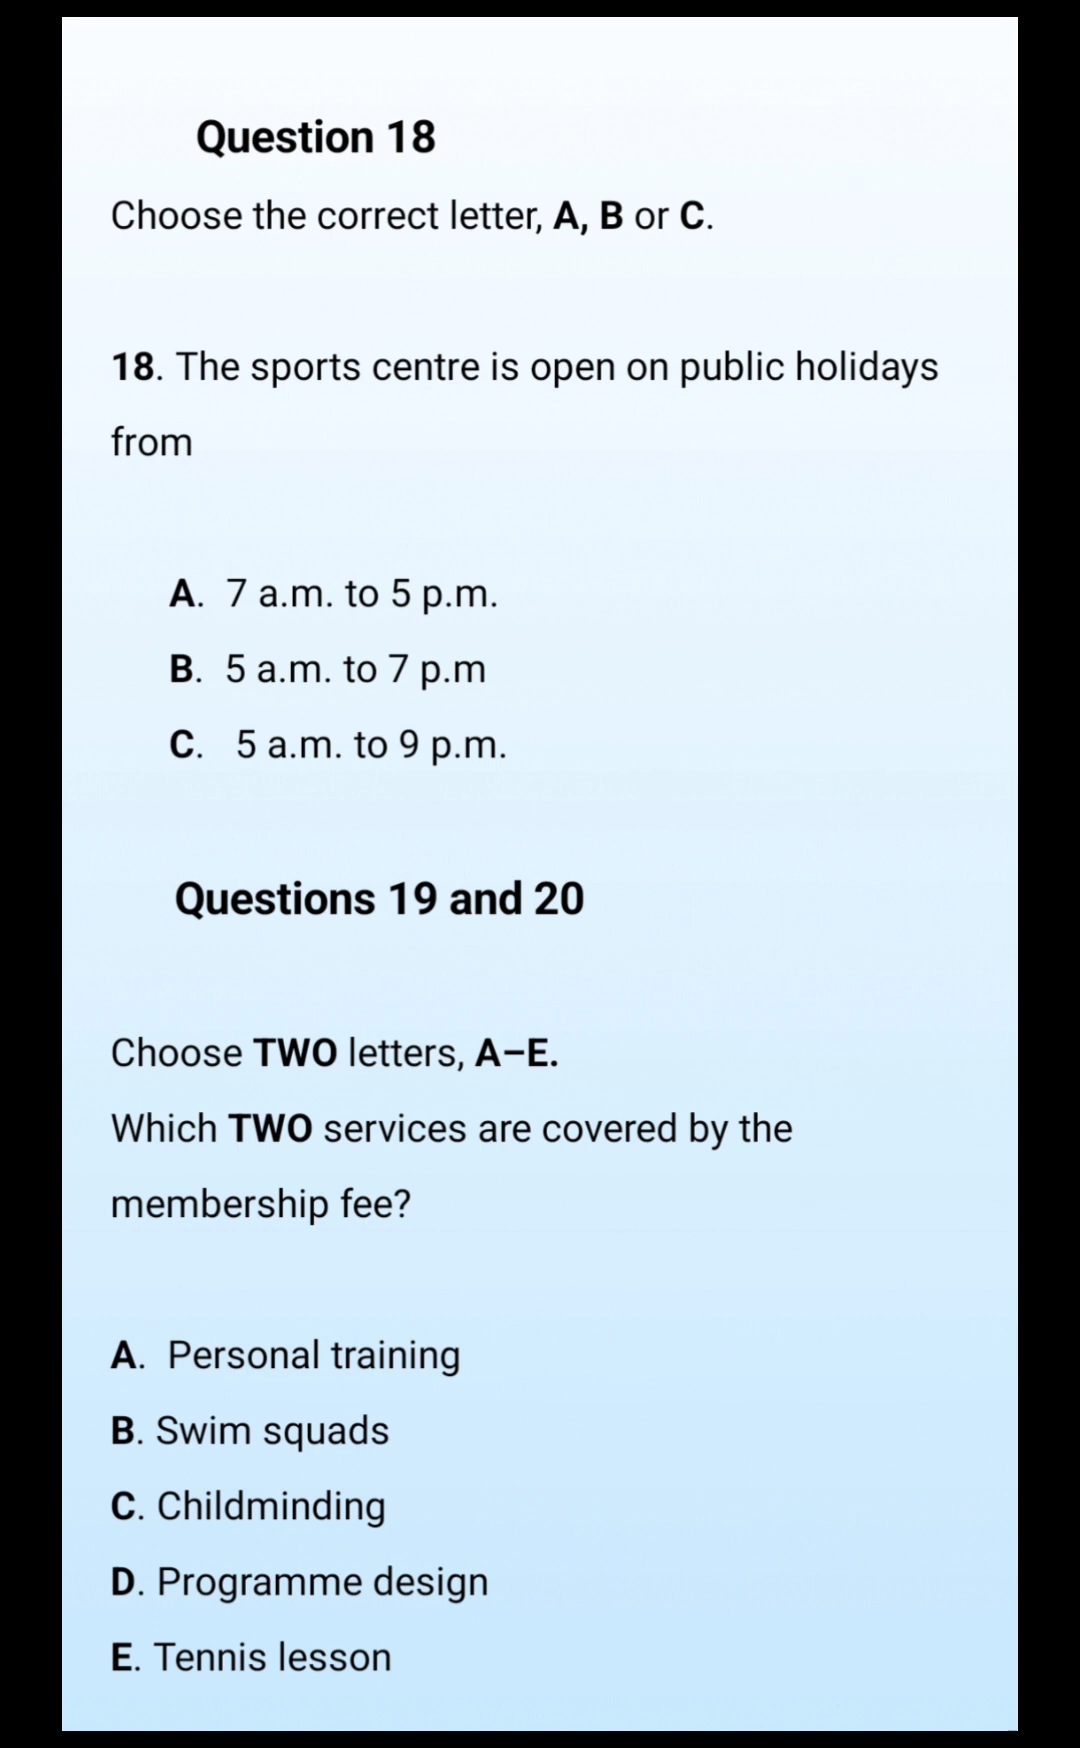 Question 18
Choose the correct letter, A, B or C.
18. The sports centre is open on public holidays
from
A. 7 a.m. to 5 p.m.
B. 5 a.m. to 7 p.m
C. 5 a.m. to 9 p.m.
Questions 19 and 20
Choose TWO letters, A–E.
Which TWO services are covered by the
membership fee?
A. Personal training
B. Swim squads
C. Childminding
D. Programme design
E. Tennis lesson